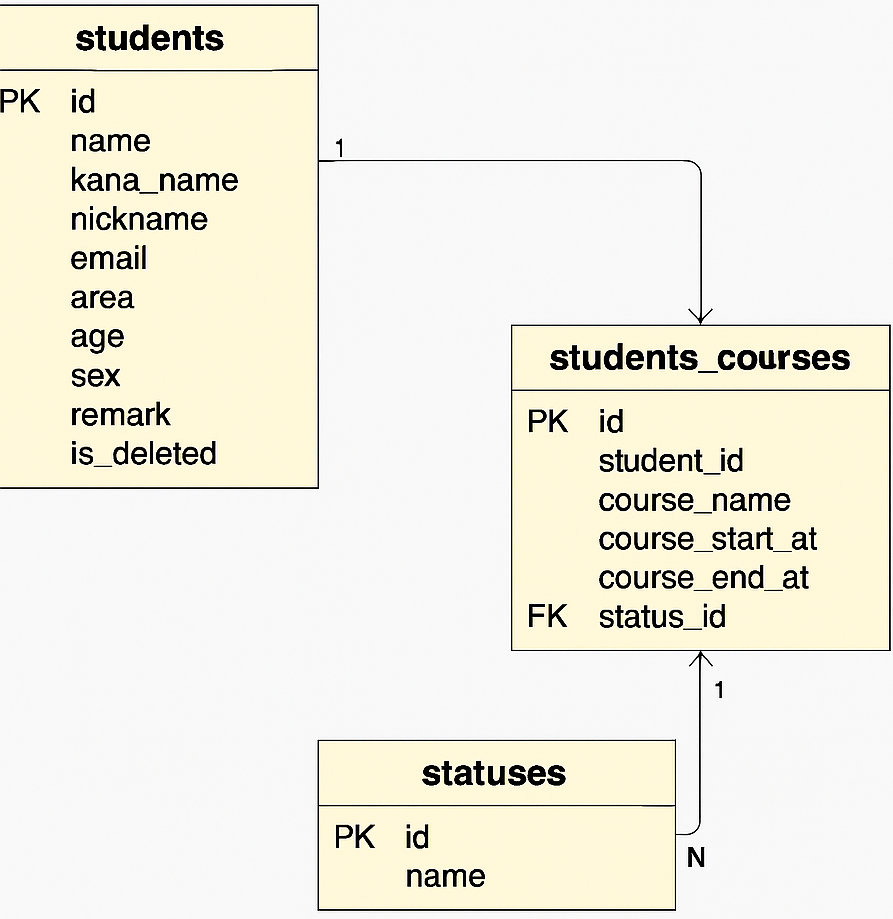 students
PK id
name
kana_name
nickname
email
area
age
sex
remark
is_deleted
1
students_courses
PK id
student_id
course_name
course_start_at
course_end_at
FK status_id
1
statuses
PK id
name
N